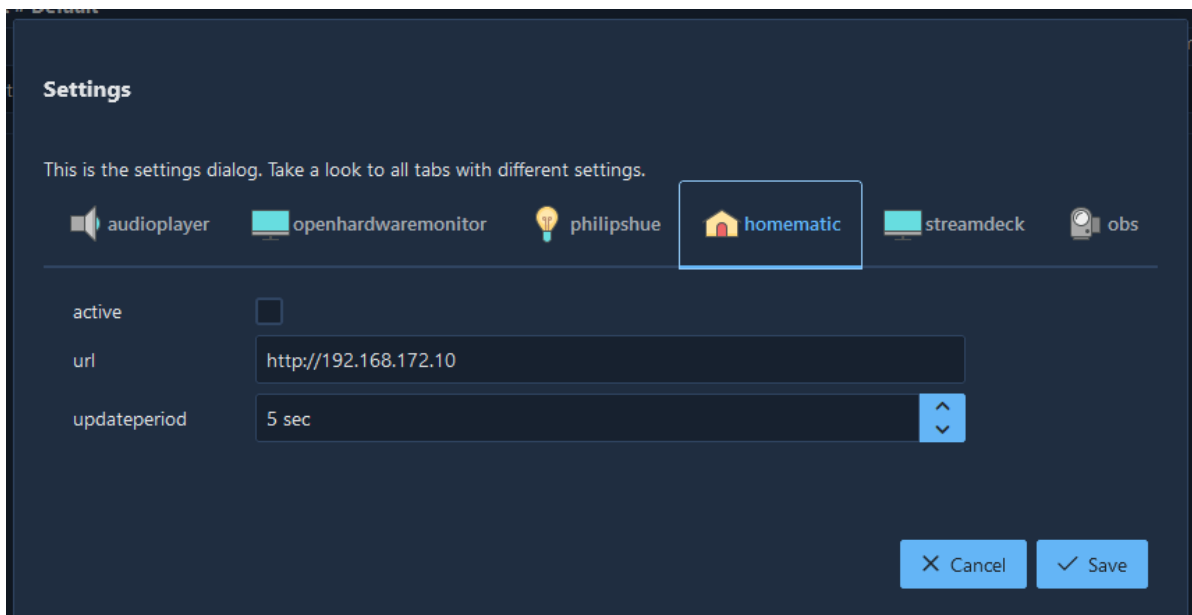 Default
Settings
This is the settings dialog. Take a look to all tabs with different settings.
audioplayer openhardwaremonitor philipshue homematic streamdeck obs
active
url http://192.168.172.10
updateperiod 5 sec
Cancel Save